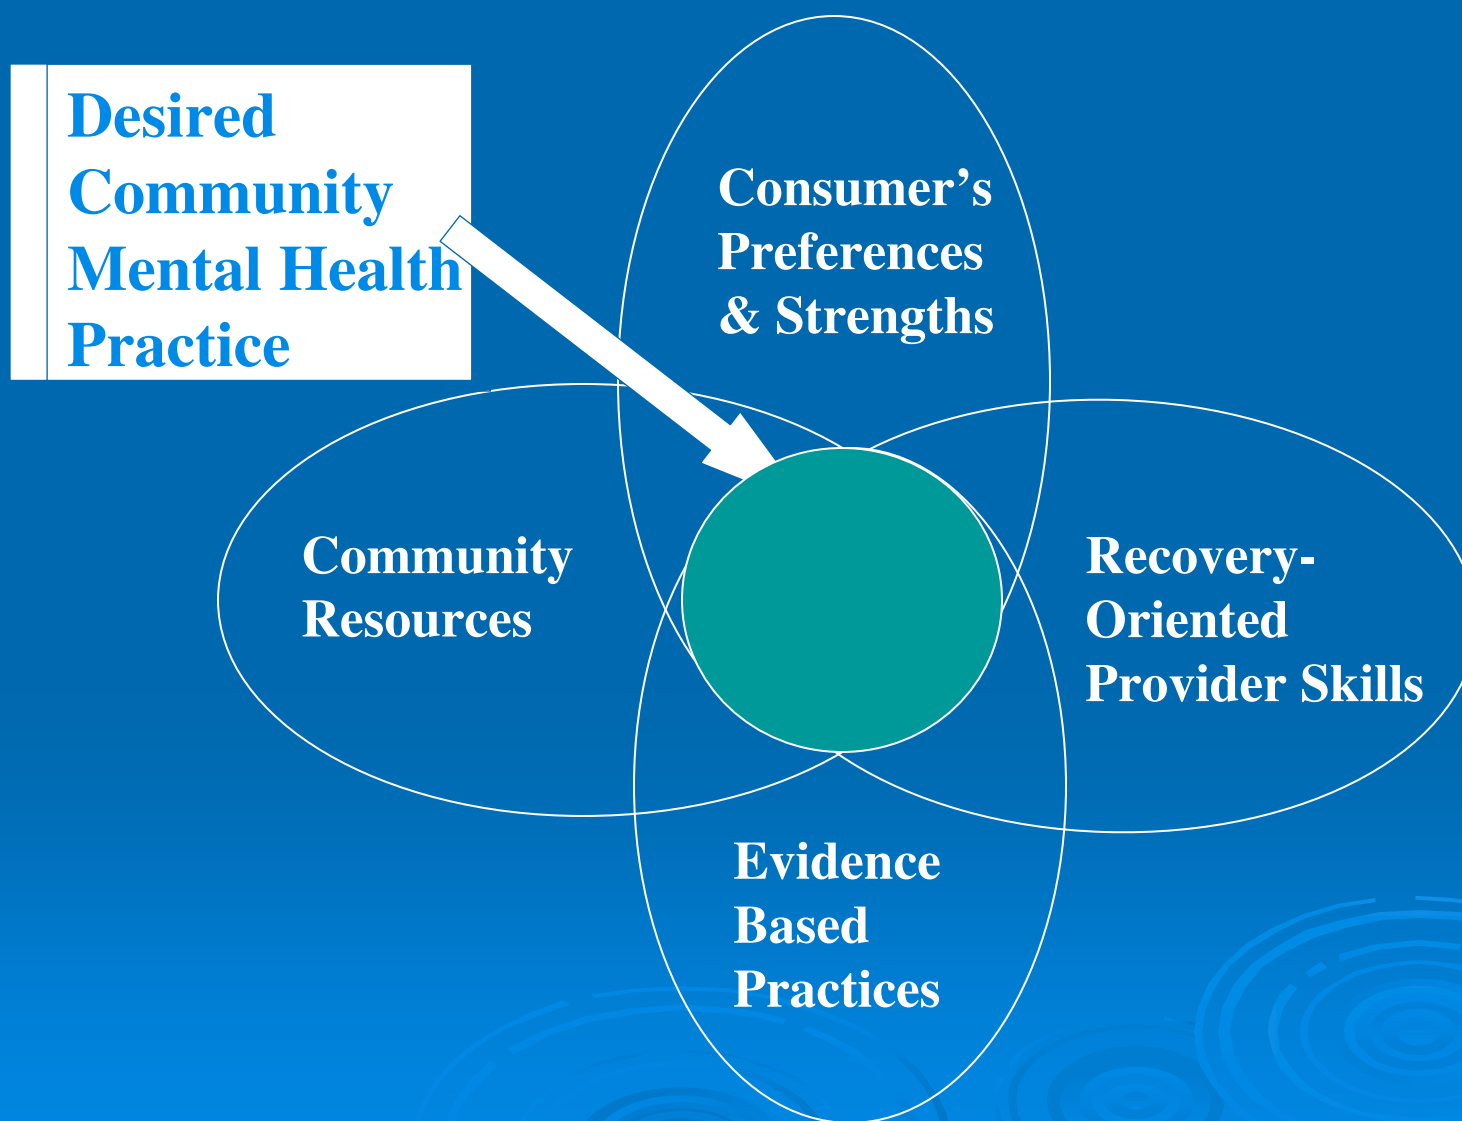 Desired
Community
Mental Health
Practice
Consumer’s
Preferences
& Strengths
Community
Resources
Recovery-
Oriented
Provider Skills
Evidence
Based
Practices